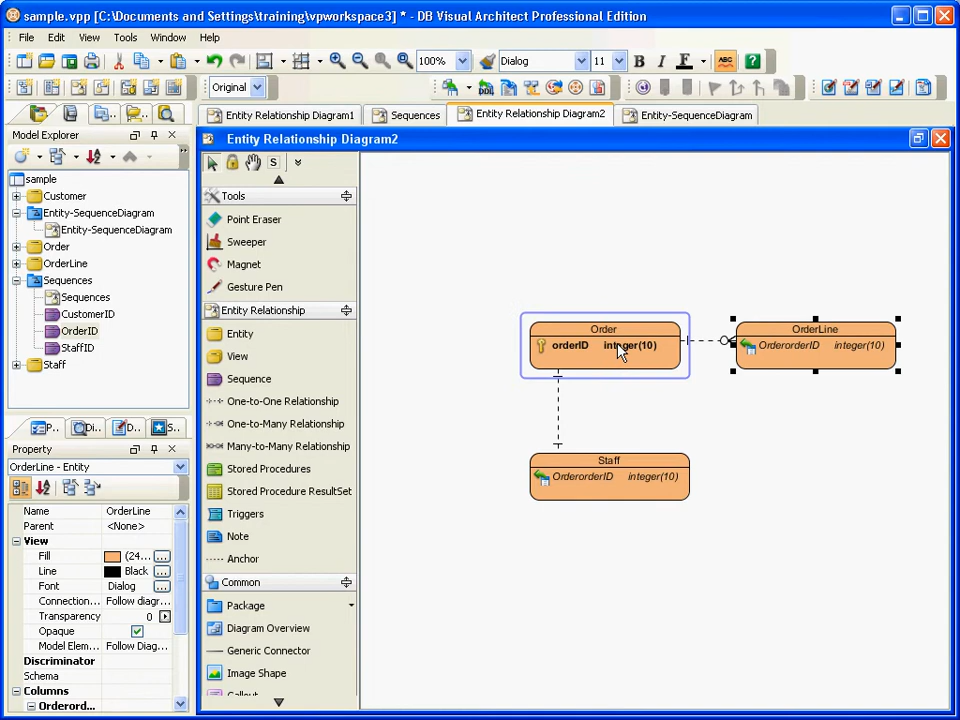 sample.vpp [C:\Documents and Settings\training\vpworkspace3] * - DB Visual Architect Professional Edition
File Edit View Tools Window Help
100% Dialog 11 B I F ABC ?
Original DDL
Entity Relationship Diagram1 Sequences Entity Relationship Diagram2 Entity-SequenceDiagram
Model Explorer
Entity Relationship Diagram2
S
sample
Customer
Entity-SequenceDiagram
Entity-SequenceDiagram
Order
OrderLine
Sequences
Sequences
CustomerID
OrderID
StaffID
Staff
P.. Di... D.. S..
Property
OrderLine - Entity
Name OrderLine
Parent <None>
View
Fill (24... ...
Line Black ...
Font Dialog ...
Connection... Follow diagr...
Transparency 0
Opaque
Model Elem... Follow Diag...
Discriminator
Schema
Columns
Orderord...
Tools
Point Eraser
Sweeper
Magnet
Gesture Pen
Entity Relationship
Entity
View
Sequence
One-to-One Relationship
One-to-Many Relationship
Many-to-Many Relationship
Stored Procedures
Stored Procedure ResultSet
Triggers
Note
Anchor
Common
Package
Diagram Overview
Generic Connector
Image Shape
Callout
Order
orderID integer(10)
OrderLine
OrderorderID integer(10)
Staff
OrderorderID integer(10)